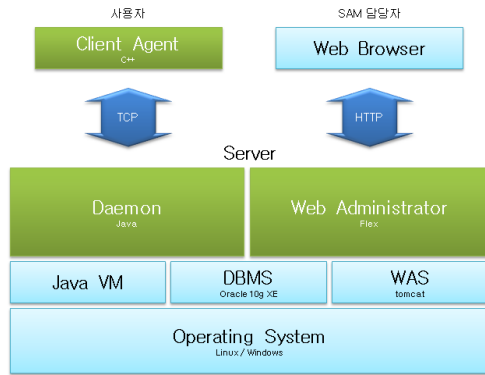 사용자
SAM 담당자
Client Agent
C++
Web Browser
TCP
HTTP
Server
Daemon
Java
Web Administrator
Flex
Java VM
DBMS
Oracle 10g XE
WAS
tomcat
Operating System
Linux / Windows